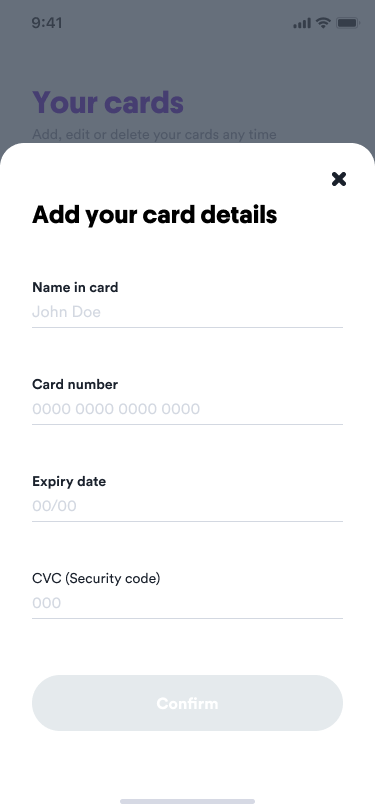 9:41
Your cards
Add, edit or delete your cards any time
Add your card details
Name in card
John Doe
Card number
0000 0000 0000 0000
Expiry date
00/00
CVC (Security code)
000
Confirm